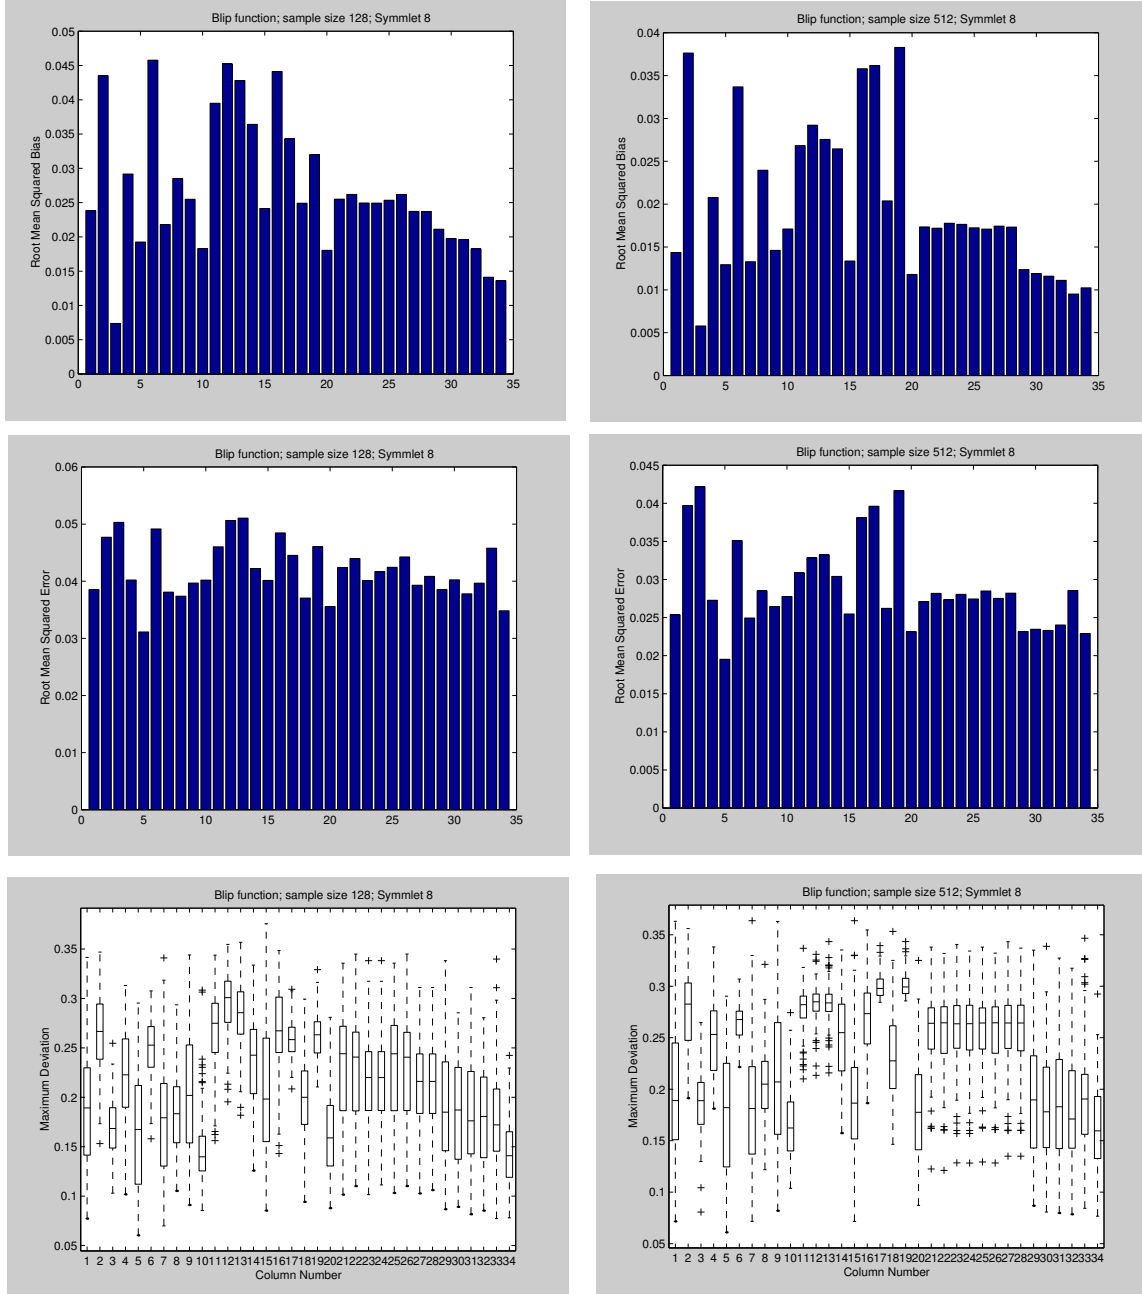 Blip function; sample size 128; Symmlet 8
0.05
0.045
0.04
0.035
0.03
0.025
0.02
0.015
0.01
0.005
0
Root Mean Squared Bias
0 5 10 15 20 25 30 35
Blip function; sample size 512; Symmlet 8
0.04
0.035
0.03
0.025
0.02
0.015
0.01
0.005
0
Root Mean Squared Bias
0 5 10 15 20 25 30 35
Blip function; sample size 128; Symmlet 8
0.06
0.05
0.04
0.03
0.02
0.01
0
Root Mean Squared Error
0 5 10 15 20 25 30 35
Blip function; sample size 512; Symmlet 8
0.045
0.04
0.035
0.03
0.025
0.02
0.015
0.01
0.005
0
Root Mean Squared Error
0 5 10 15 20 25 30 35
Blip function; sample size 128; Symmlet 8
0.35
0.3
0.25
0.2
0.15
0.1
0.05
Maximum Deviation
1 2 3 4 5 6 7 8 9 10111213141516171819202122232425262728293031323334
Column Number
Blip function; sample size 512; Symmlet 8
0.35
0.3
0.25
0.2
0.15
0.1
0.05
Maximum Deviation
1 2 3 4 5 6 7 8 9 10111213141516171819202122232425262728293031323334
Column Number